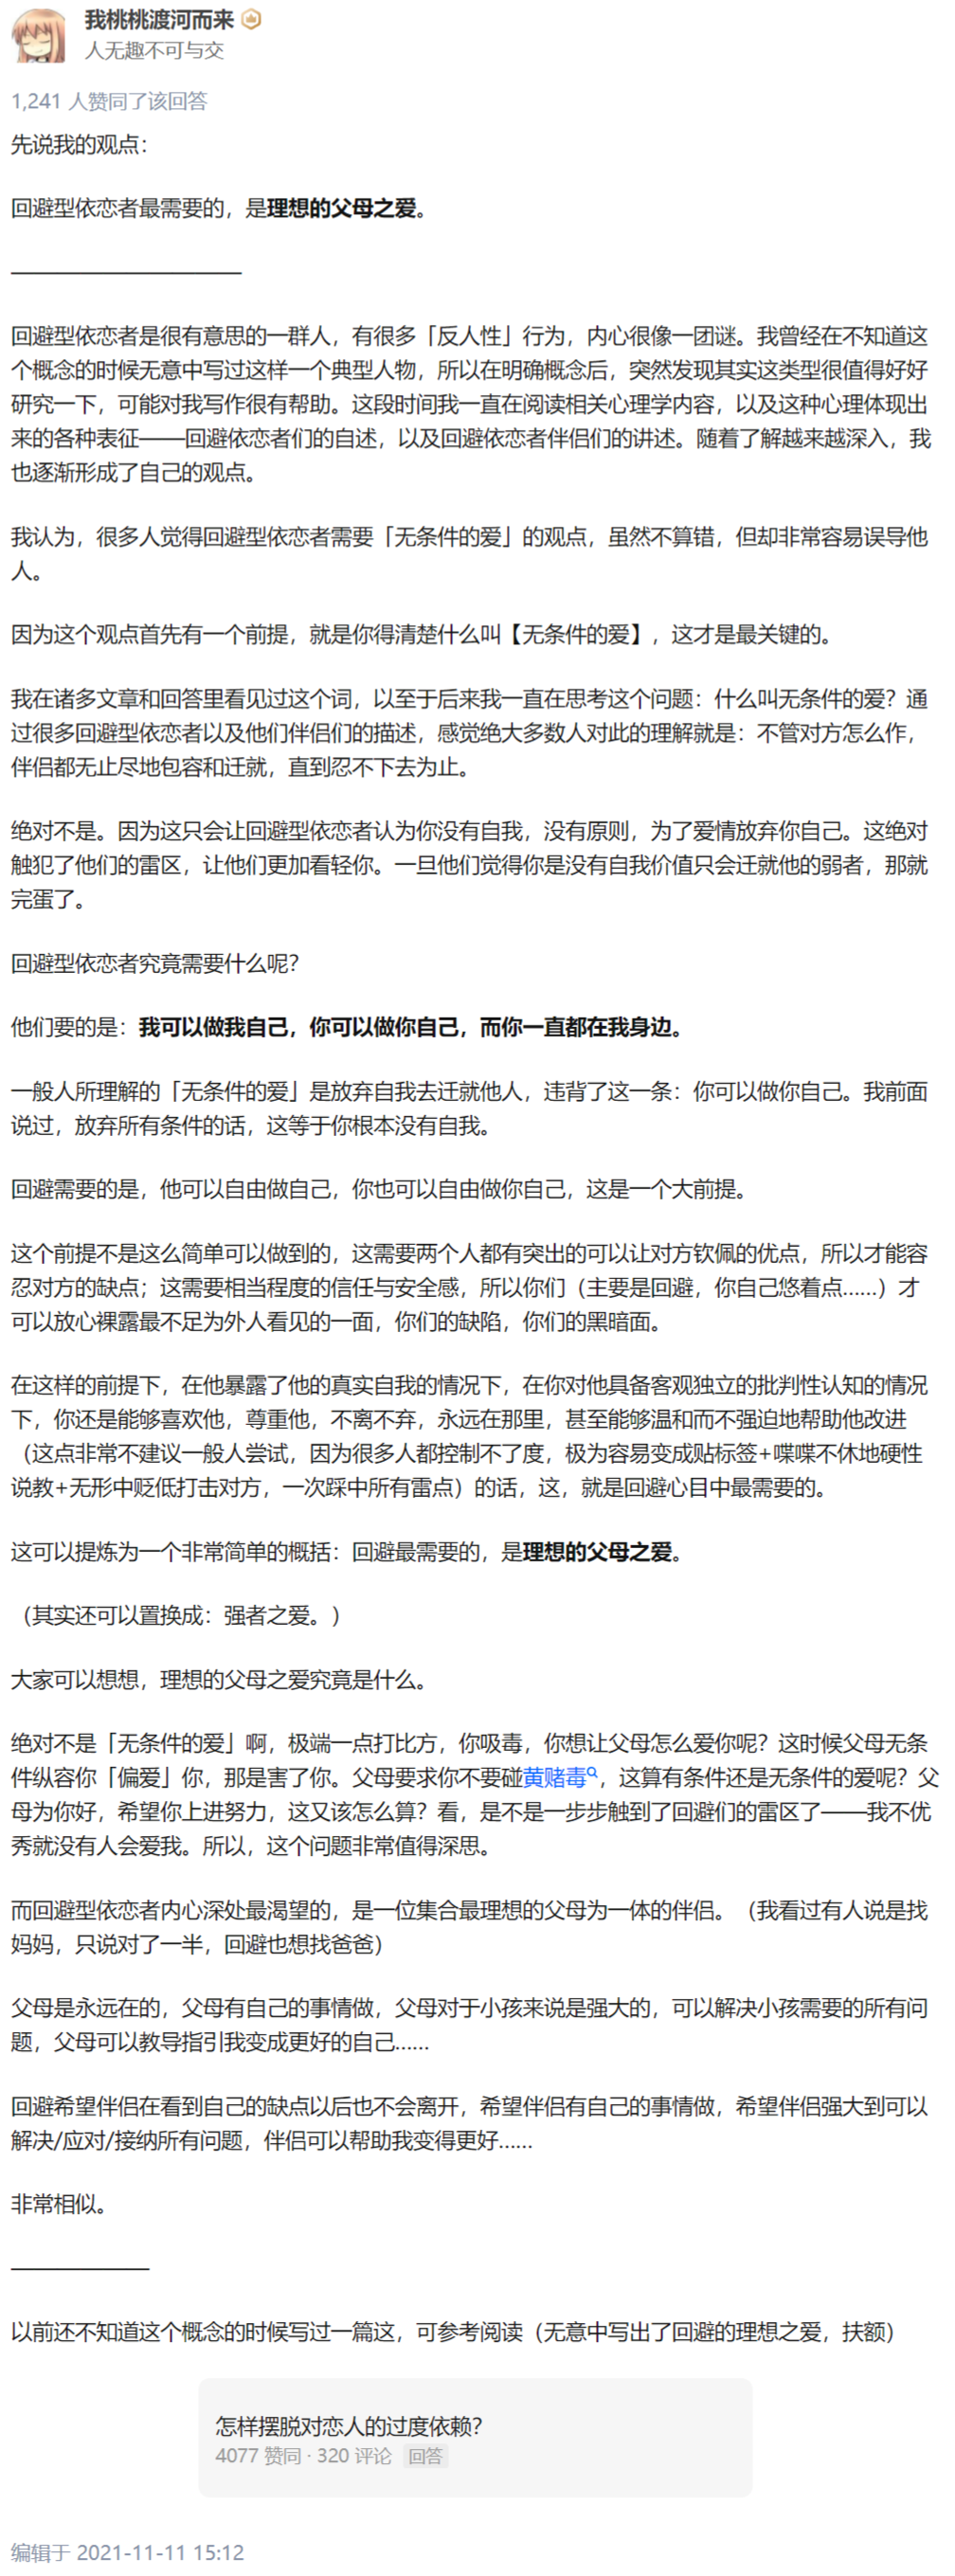 我桃桃渡河而来
人无趣不可与交
1,241 人赞同了该回答
先说我的观点：
回避型依恋者最需要的，是理想的父母之爱。
———————————
回避型依恋者是很有意思的一群人，有很多「反人性」行为，内心很像一团谜。我曾经在不知道这
个概念的时候无意中写过这样一个典型人物，所以在明确概念后，突然发现其实这类型很值得好好
研究一下，可能对我写作很有帮助。这段时间我一直在阅读相关心理学内容，以及这种心理体现出
来的各种表征——回避依恋者们的自述，以及回避依恋者伴侣们的讲述。随着了解越来越深入，我
也逐渐形成了自己的观点。
我认为，很多人觉得回避型依恋者需要「无条件的爱」的观点，虽然不算错，但却非常容易误导他
人。
因为这个观点首先有一个前提，就是你得清楚什么叫【无条件的爱】，这才是最关键的。
我在诸多文章和回答里看见过这个词，以至于后来我一直在思考这个问题：什么叫无条件的爱？通
过很多回避型依恋者以及他们伴侣们的描述，感觉绝大多数人对此的理解就是：不管对方怎么作，
伴侣都无止尽地包容和迁就，直到忍不下去为止。
绝对不是。因为这只会让回避型依恋者认为你没有自我，没有原则，为了爱情放弃你自己。这绝对
触犯了他们的雷区，让他们更加看轻你。一旦他们觉得你是没有自我价值只会迁就他的弱者，那就
完蛋了。
回避型依恋者究竟需要什么呢？
他们要的是：我可以做我自己，你可以做你自己，而你一直都在我身边。
一般人所理解的「无条件的爱」是放弃自我去迁就他人，违背了这一条：你可以做你自己。我前面
说过，放弃所有条件的话，这等于你根本没有自我。
回避需要的是，他可以自由做自己，你也可以自由做你自己，这是一个大前提。
这个前提不是这么简单可以做到的，这需要两个人都有突出的可以让对方钦佩的优点，所以才能容
忍对方的缺点；这需要相当程度的信任与安全感，所以你们（主要是回避，你自己悠着点......）才
可以放心裸露最不足为外人看见的一面，你们的缺陷，你们的黑暗面。
在这样的前提下，在他暴露了他的真实自我的情况下，在你对他具备客观独立的批判性认知的情况
下，你还是能够喜欢他，尊重他，不离不弃，永远在那里，甚至能够温和而不强迫地帮助他改进
（这点非常不建议一般人尝试，因为很多人都控制不了度，极为容易变成贴标签+喋喋不休地硬性
说教+无形中贬低打击对方，一次踩中所有雷点）的话，这，就是回避心目中最需要的。
这可以提炼为一个非常简单的概括：回避最需要的，是理想的父母之爱。
（其实还可以置换成：强者之爱。）
大家可以想想，理想的父母之爱究竟是什么。
绝对不是「无条件的爱」啊，极端一点打比方，你吸毒，你想让父母怎么爱你呢？这时候父母无条
件纵容你「偏爱」你，那是害了你。父母要求你不要碰黄赌毒，这算有条件还是无条件的爱呢？父
母为你好，希望你上进努力，这又该怎么算？看，是不是一步步触到了回避们的雷区了——我不优
秀就没有人会爱我。所以，这个问题非常值得深思。
而回避型依恋者内心深处最渴望的，是一位集合最理想的父母为一体的伴侣。（我看过有人说是找
妈妈，只说对了一半，回避也想找爸爸）
父母是永远在的，父母有自己的事情做，父母对于小孩来说是强大的，可以解决小孩需要的所有问
题，父母可以教导指引我变成更好的自己......
回避希望伴侣在看到自己的缺点以后也不会离开，希望伴侣有自己的事情做，希望伴侣强大到可以
解决/应对/接纳所有问题，伴侣可以帮助我变得更好......
非常相似。
——————
以前还不知道这个概念的时候写过一篇这，可参考阅读（无意中写出了回避的理想之爱，扶额）
怎样摆脱对恋人的过度依赖？
4077 赞同 · 320 评论 回答
编辑于 2021-11-11 15:12